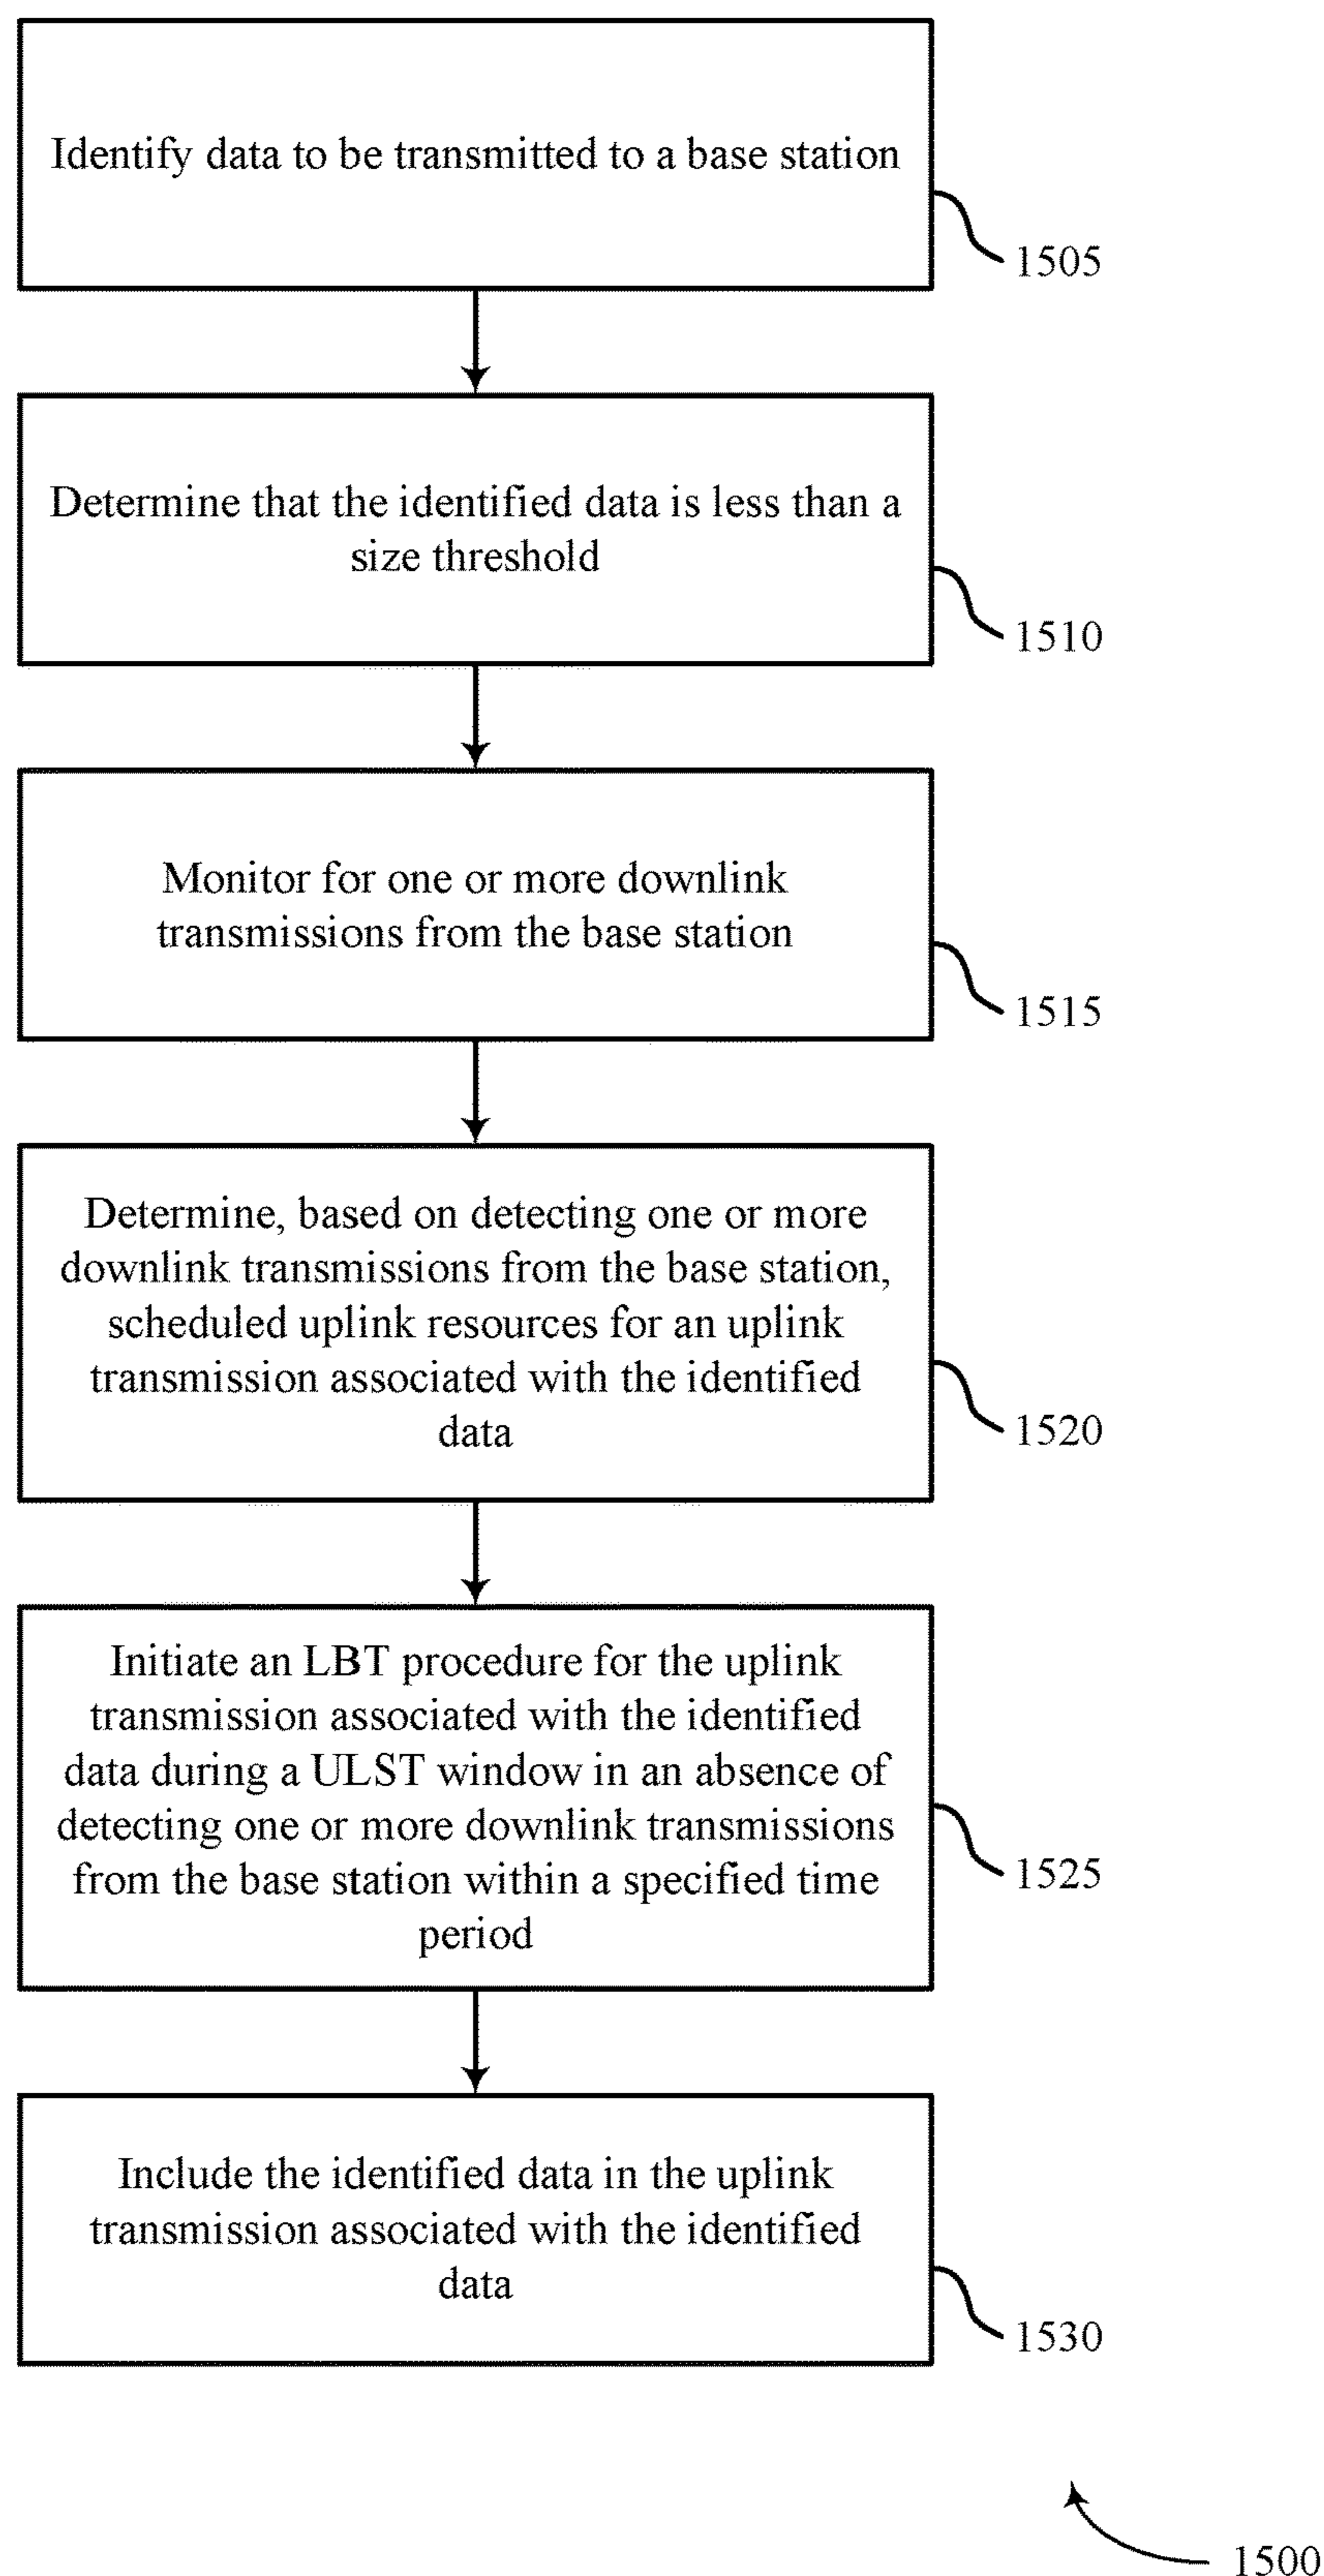 Identify data to be transmitted to a base station
1505
Determine that the identified data is less than a
size threshold
1510
Monitor for one or more downlink
transmissions from the base station
1515
Determine, based on detecting one or more
downlink transmissions from the base station,
scheduled uplink resources for an uplink
transmission associated with the identified
data
1520
Initiate an LBT procedure for the uplink
transmission associated with the identified
data during a ULST window in an absence of
detecting one or more downlink transmissions
from the base station within a specified time
period
1525
Include the identified data in the uplink
transmission associated with the identified
data
1530
1500